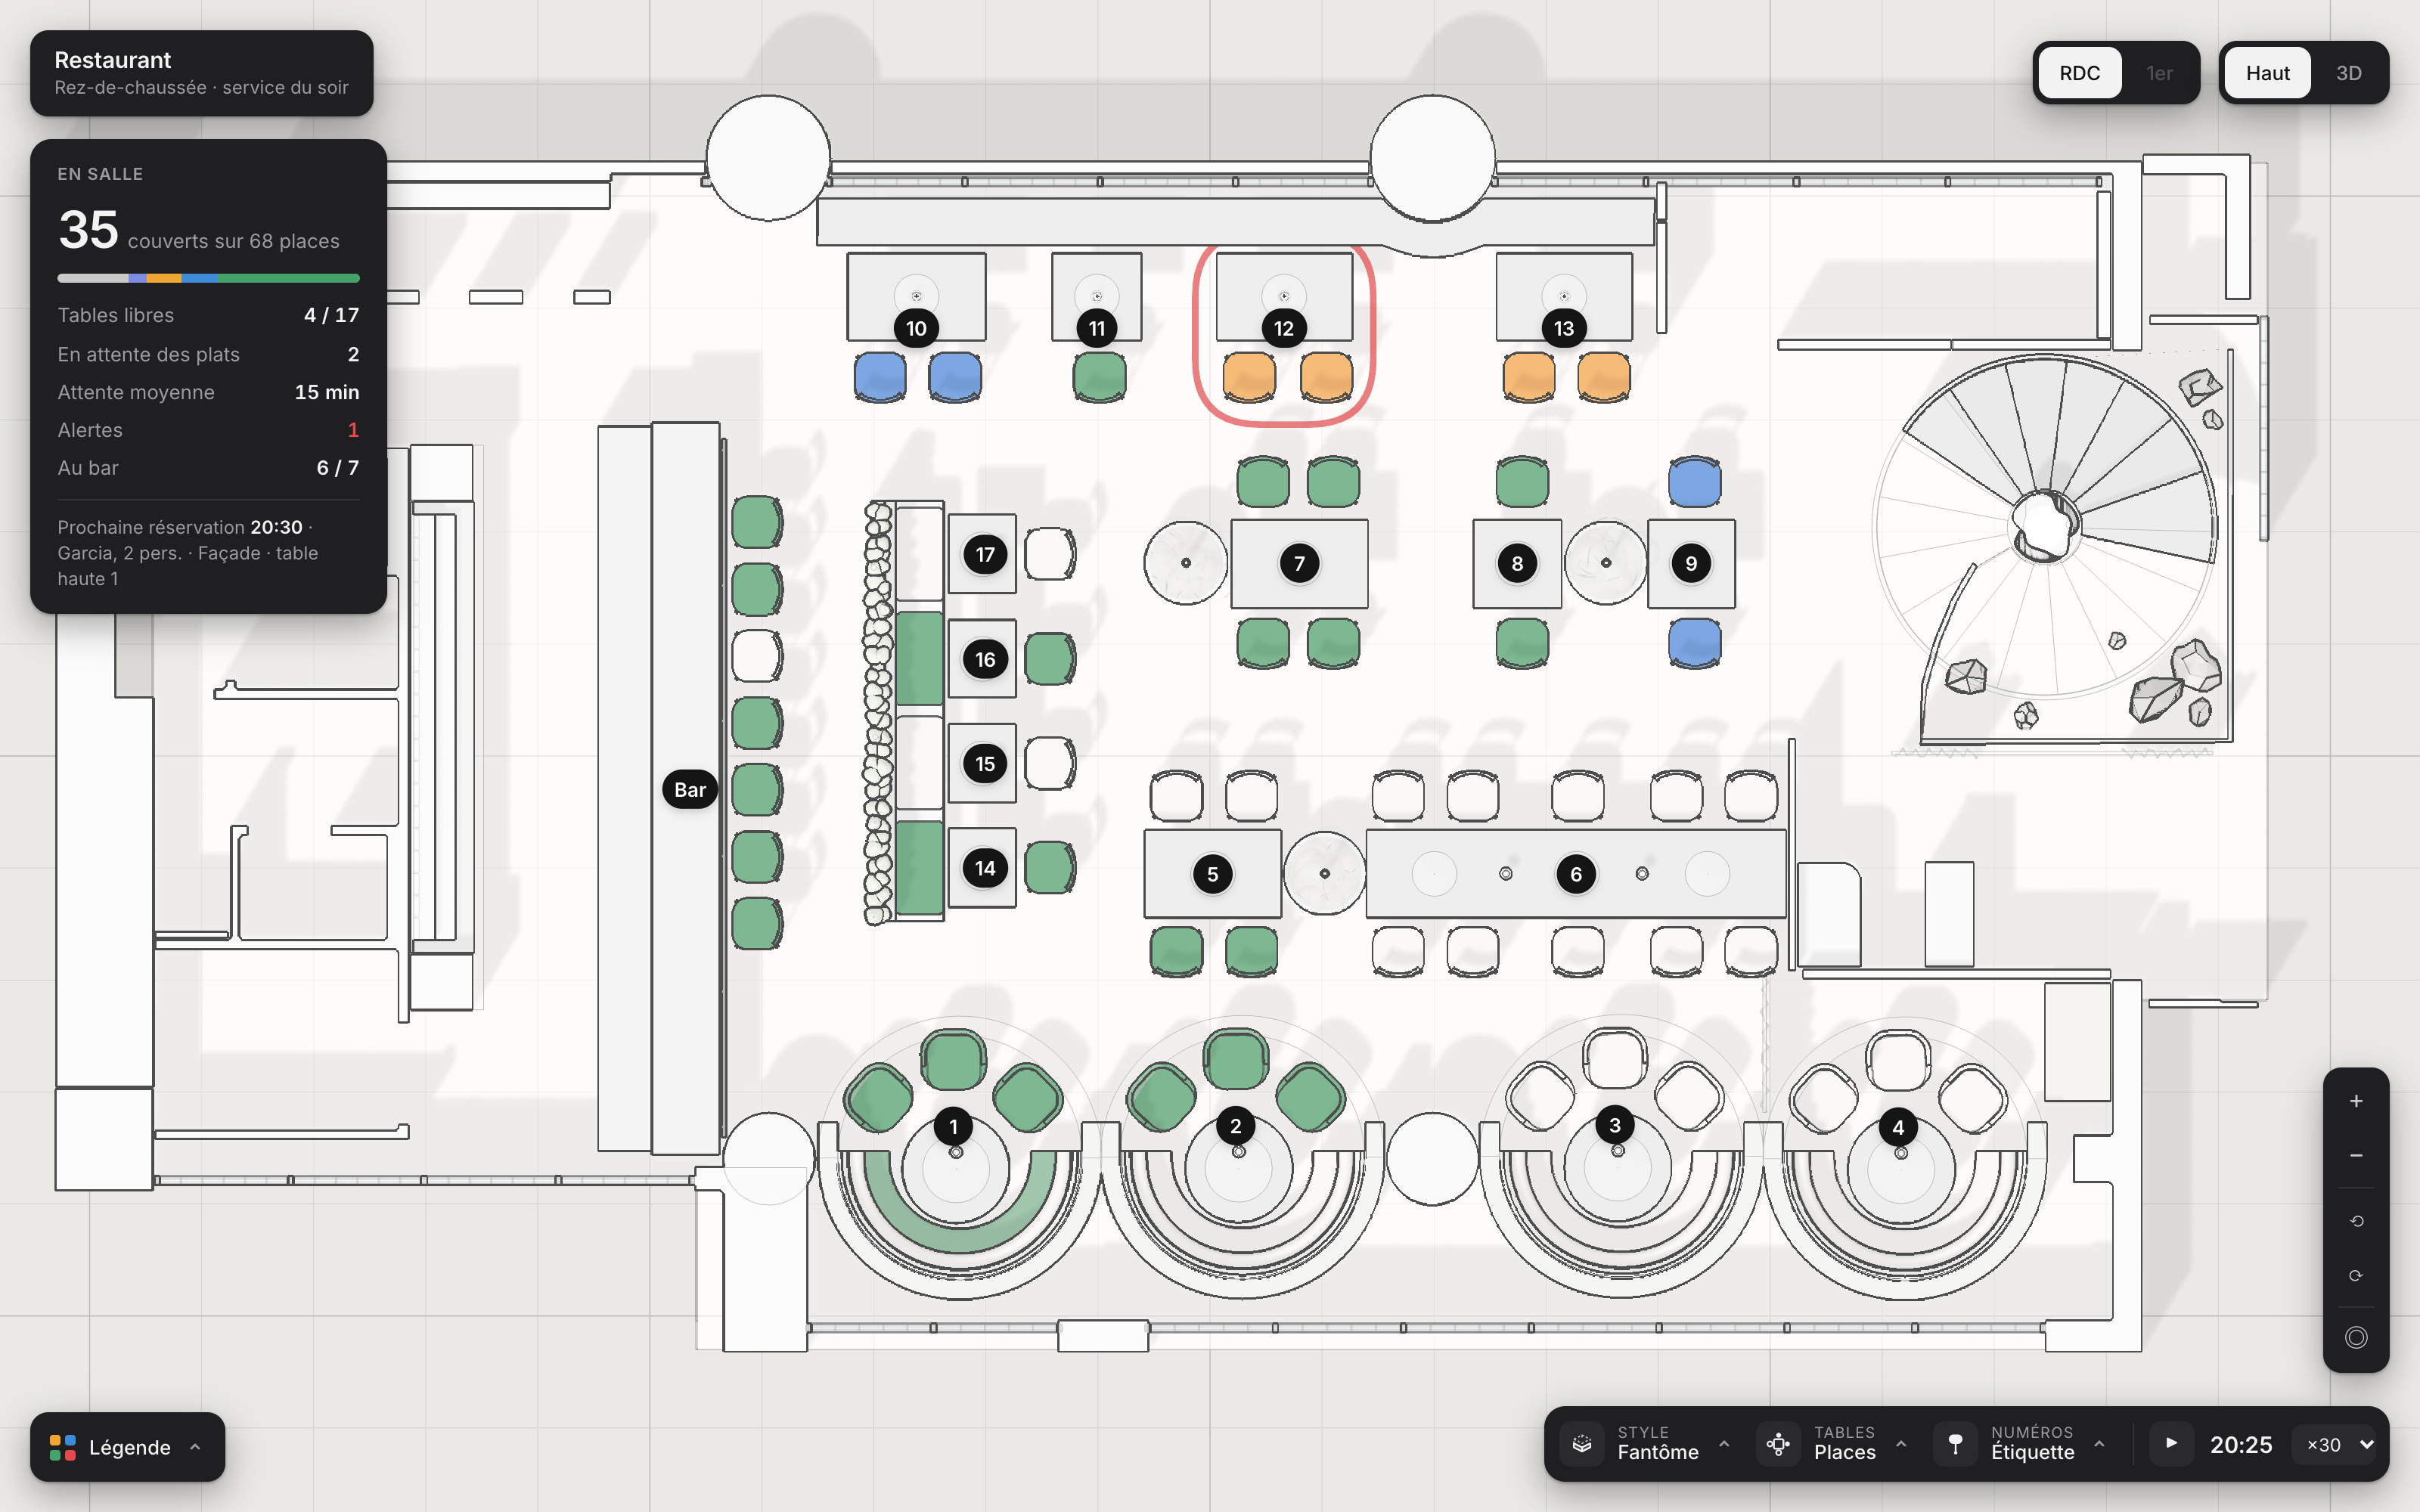 Restaurant
Rez-de-chaussée · service du soir
RDC 1er
Haut 3D
EN SALLE
35 couverts sur 68 places
Tables libres 4 / 17
En attente des plats 2
Attente moyenne 15 min
Alertes 1
Au bar 6 / 7
Prochaine réservation 20:30 ·
Garcia, 2 pers. · Façade · table
haute 1
10
11
12
13
17
7
8
9
16
15
Bar
14
5
6
1
2
3
4
Légende
STYLE
Fantôme
TABLES
Places
NUMÉROS
Étiquette
20:25
×30